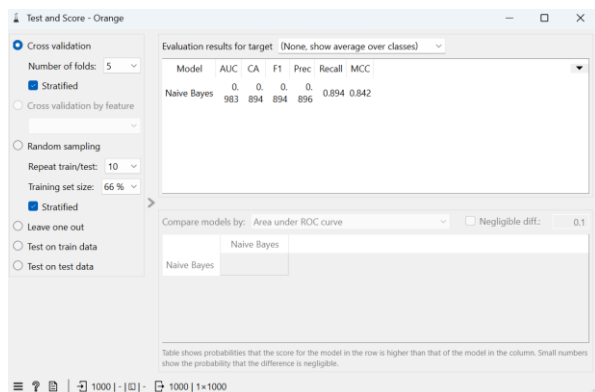 Test and Score - Orange
Cross validation
Number of folds: 5
Stratified
Cross validation by feature
Random sampling
Repeat train/test: 10
Training set size: 66 %
Stratified
Leave one out
Test on train data
Test on test data
Evaluation results for target (None, show average over classes)
Model AUC CA F1 Prec Recall MCC
Naive Bayes 0.983 0.894 0.894 0.896 0.894 0.842
Compare models by: Area under ROC curve Negligible diff.: 0.1
Naive Bayes
Naive Bayes
Table shows probabilities that the score for the model in the row is higher than that of the model in the column. Small numbers
show the probability that the difference is negligible.
1000 | - | - 1000 | 1×1000